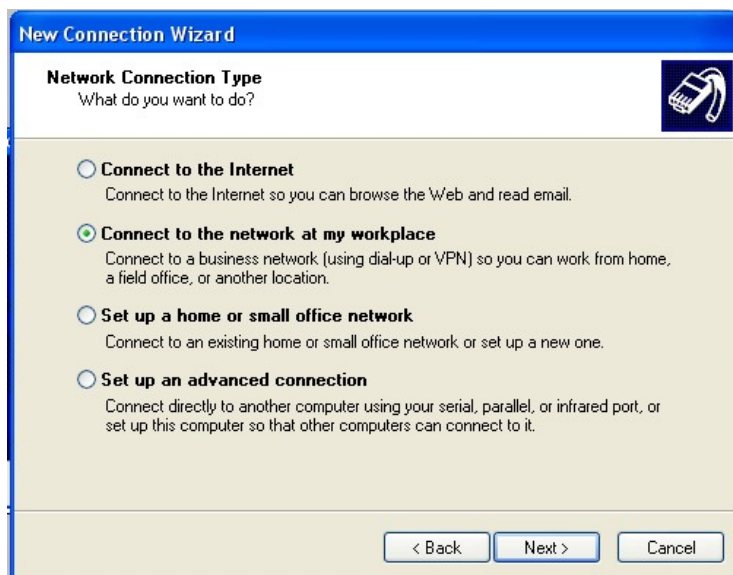 New Connection Wizard
Network Connection Type
What do you want to do?
Connect to the Internet
Connect to the Internet so you can browse the Web and read email.
Connect to the network at my workplace
Connect to a business network (using dial-up or VPN) so you can work from home,
a field office, or another location.
Set up a home or small office network
Connect to an existing home or small office network or set up a new one.
Set up an advanced connection
Connect directly to another computer using your serial, parallel, or infrared port, or
set up this computer so that other computers can connect to it.
< Back Next > Cancel